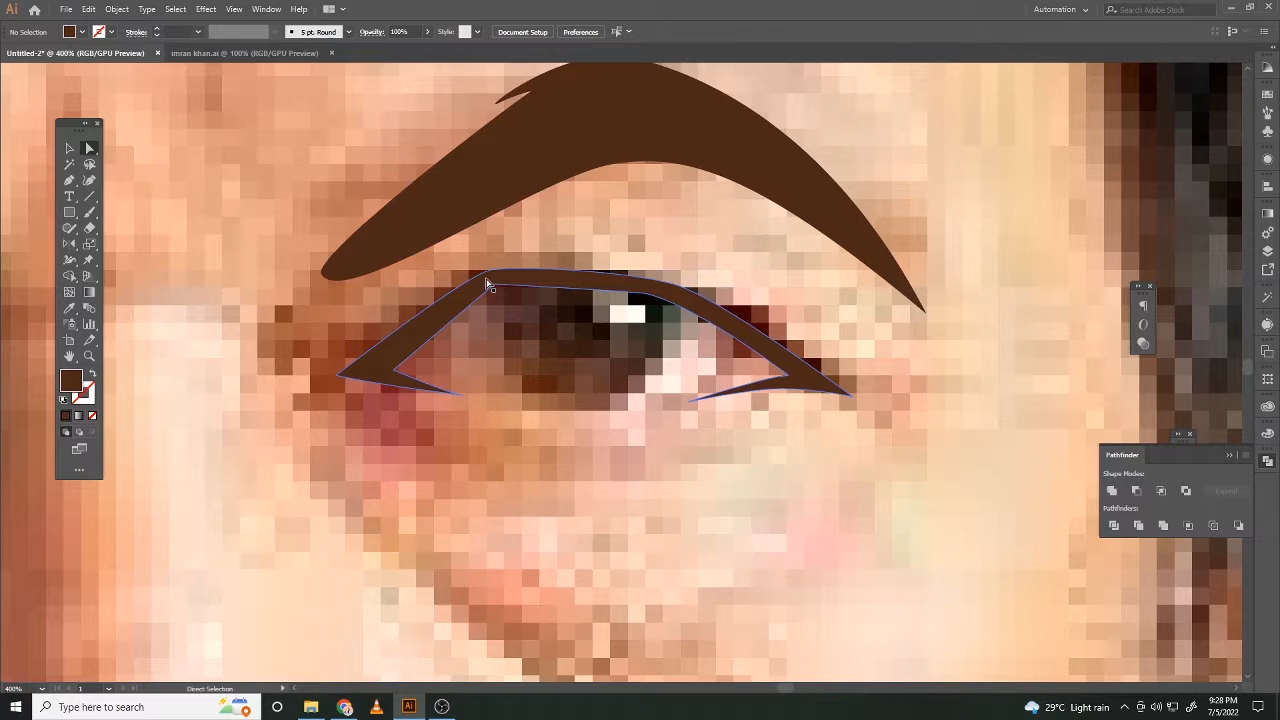 Ai File Edit Object Type Select Effect View Window Help Automation Search Adobe Stock
No Selection Stroke: 5 pt. Round Opacity: 100% Style: Document Setup Preferences
Untitled-2* @ 400% (RGB/GPU Preview) × imran khan.ai @ 100% (RGB/GPU Preview) ×
Pathfinder
Shape Modes:
Expand
Pathfinders:
400% 1 Direct Selection
Type here to search Ai 29°C Light rain 9:28 PM
7/5/2022